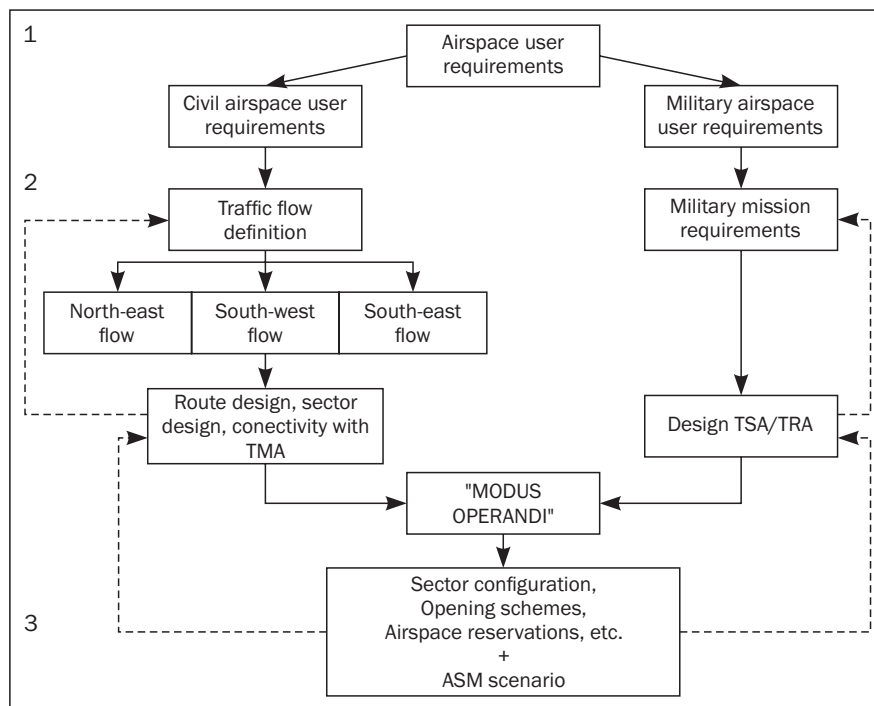 1
Airspace user
requirements
Civil airspace user
requirements
Military airspace
user requirements
2
Traffic flow
definition
Military mission
requirements
North-east
flow
South-west
flow
South-east
flow
Route design, sector
design, conectivity with
TMA
Design TSA/TRA
"MODUS
OPERANDI"
3
Sector configuration,
Opening schemes,
Airspace reservations, etc.
+
ASM scenario